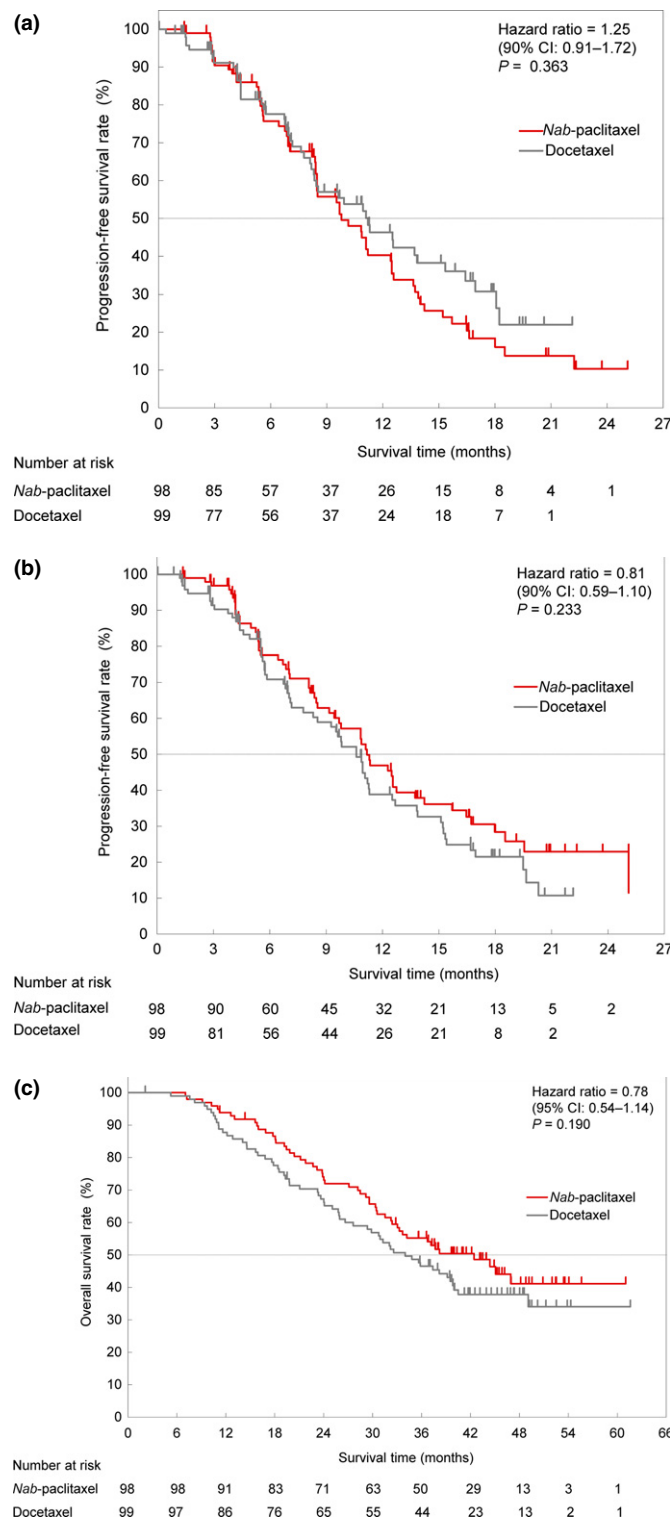 (a)
Hazard ratio = 1.25
(90% CI: 0.91–1.72)
P = 0.363
Nab-paclitaxel
Docetaxel
Progression-free survival rate (%)
100
90
80
70
60
50
40
30
20
10
0
0 3 6 9 12 15 18 21 24 27
Survival time (months)
Number at risk
Nab-paclitaxel 98 85 57 37 26 15 8 4 1
Docetaxel 99 77 56 37 24 18 7 1
(b)
Hazard ratio = 0.81
(90% CI: 0.59–1.10)
P = 0.233
Nab-paclitaxel
Docetaxel
Progression-free survival rate (%)
100
90
80
70
60
50
40
30
20
10
0
0 3 6 9 12 15 18 21 24 27
Survival time (months)
Number at risk
Nab-paclitaxel 98 90 60 45 32 21 13 5 2
Docetaxel 99 81 56 44 26 21 8 2
(c)
Hazard ratio = 0.78
(95% CI: 0.54–1.14)
P = 0.190
Nab-paclitaxel
Docetaxel
Overall survival rate (%)
100
90
80
70
60
50
40
30
20
10
0
0 6 12 18 24 30 36 42 48 54 60 66
Survival time (months)
Number at risk
Nab-paclitaxel 98 98 91 83 71 63 50 29 13 3 1
Docetaxel 99 97 86 76 65 55 44 23 13 2 1